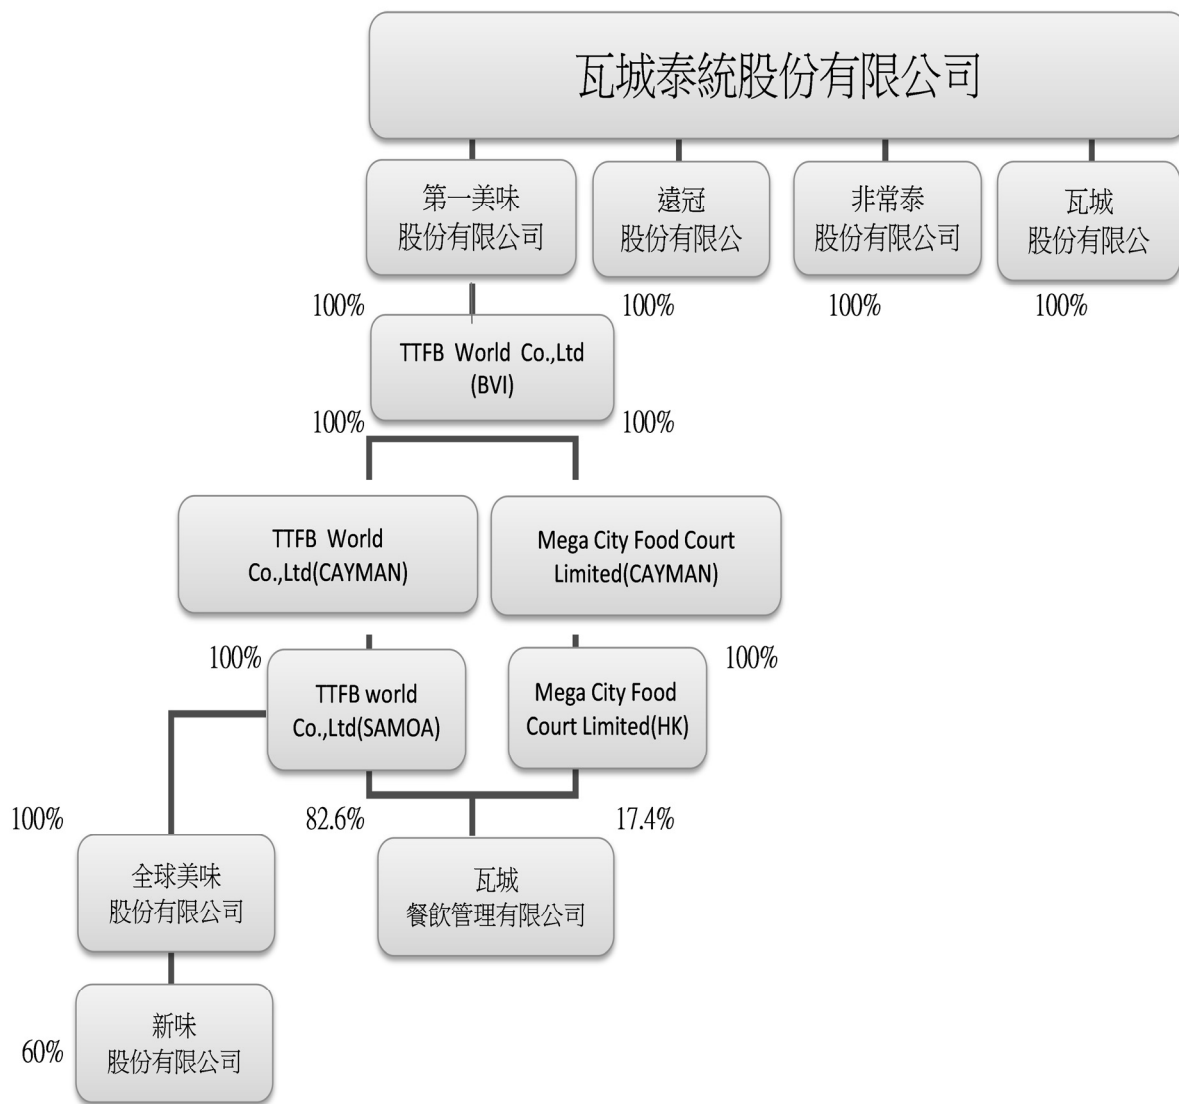 瓦城泰統股份有限公司
第一美味
股份有限公司
遠冠
股份有限公
非常泰
股份有限公司
瓦城
股份有限公
100%
100%
100%
100%
TTFB World Co.,Ltd
(BVI)
100%
100%
TTFB World
Co.,Ltd(CAYMAN)
Mega City Food Court
Limited(CAYMAN)
100%
100%
TTFB world
Co.,Ltd(SAMOA)
Mega City Food
Court Limited(HK)
100%
82.6%
17.4%
全球美味
股份有限公司
瓦城
餐飲管理有限公司
新味
股份有限公司
60%